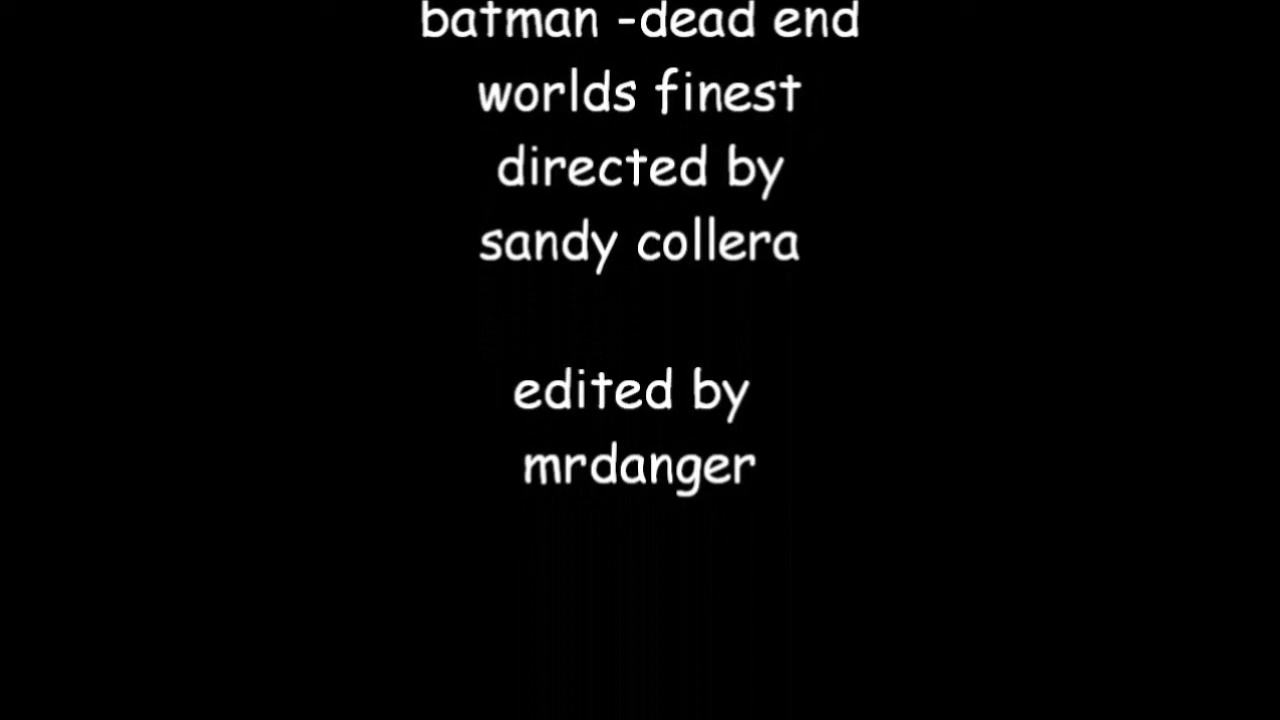 batman -dead end
worlds finest
directed by
sandy collera
edited by
mrdanger